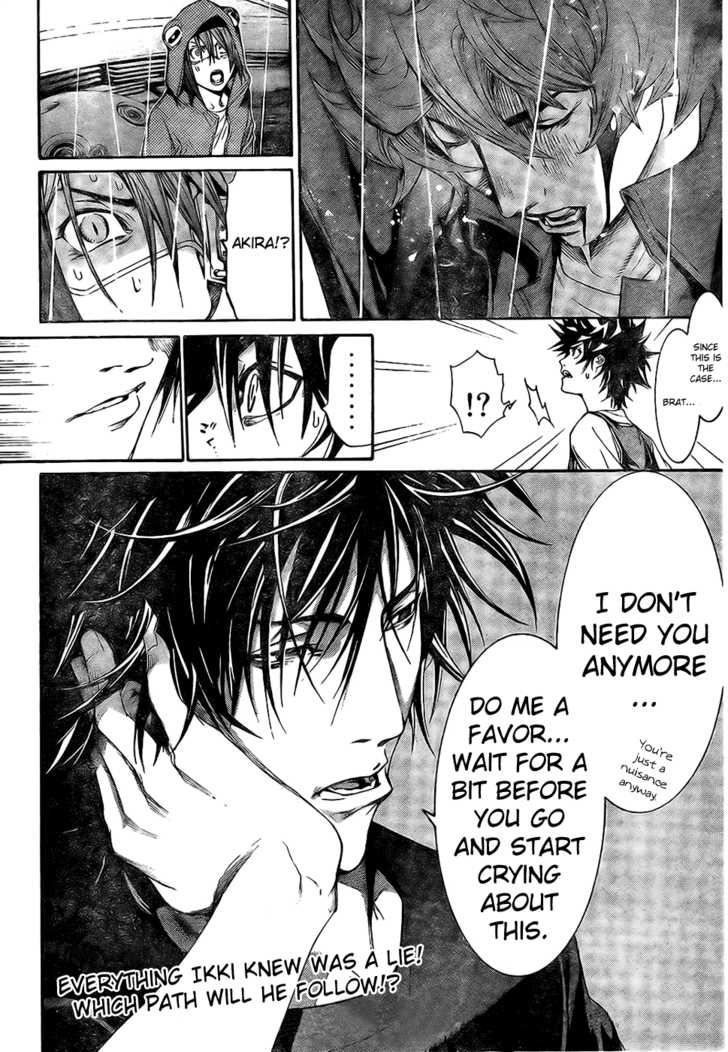 AKIRA!?
SINCE
THIS IS
THE
CASE...
BRAT...
!?
........
I DON'T
NEED YOU
ANYMORE
...
You're
just a
nuisance
anyway.
DO ME A
FAVOR...
WAIT FOR A
BIT BEFORE
YOU GO
AND START
CRYING
ABOUT
THIS.
EVERYTHING IKKI KNEW WAS A LIE!
WHICH PATH WILL HE FOLLOW!?